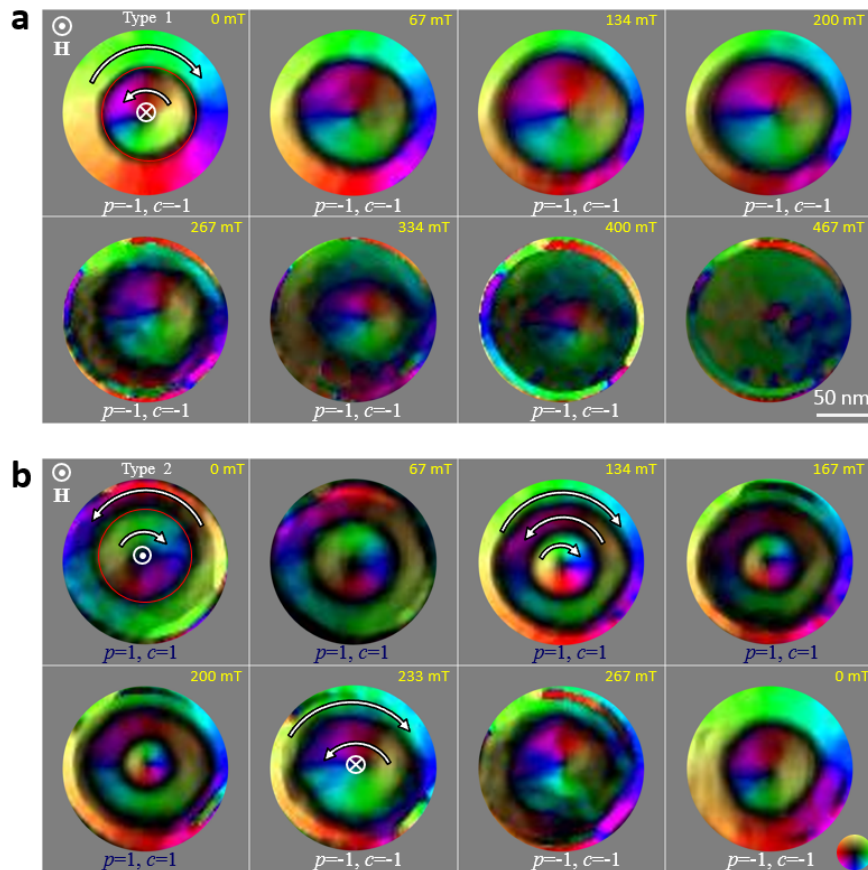 a
Type 1 0 mT 67 mT 134 mT 200 mT
H
p=-1, c=-1 p=-1, c=-1 p=-1, c=-1 p=-1, c=-1
267 mT 334 mT 400 mT 467 mT
50 nm
p=-1, c=-1 p=-1, c=-1 p=-1, c=-1
b
Type 2 0 mT 67 mT 134 mT 167 mT
H
p=1, c=1 p=1, c=1 p=1, c=1 p=1, c=1
200 mT 233 mT 267 mT 0 mT
p=1, c=1 p=-1, c=-1 p=-1, c=-1 p=-1, c=-1